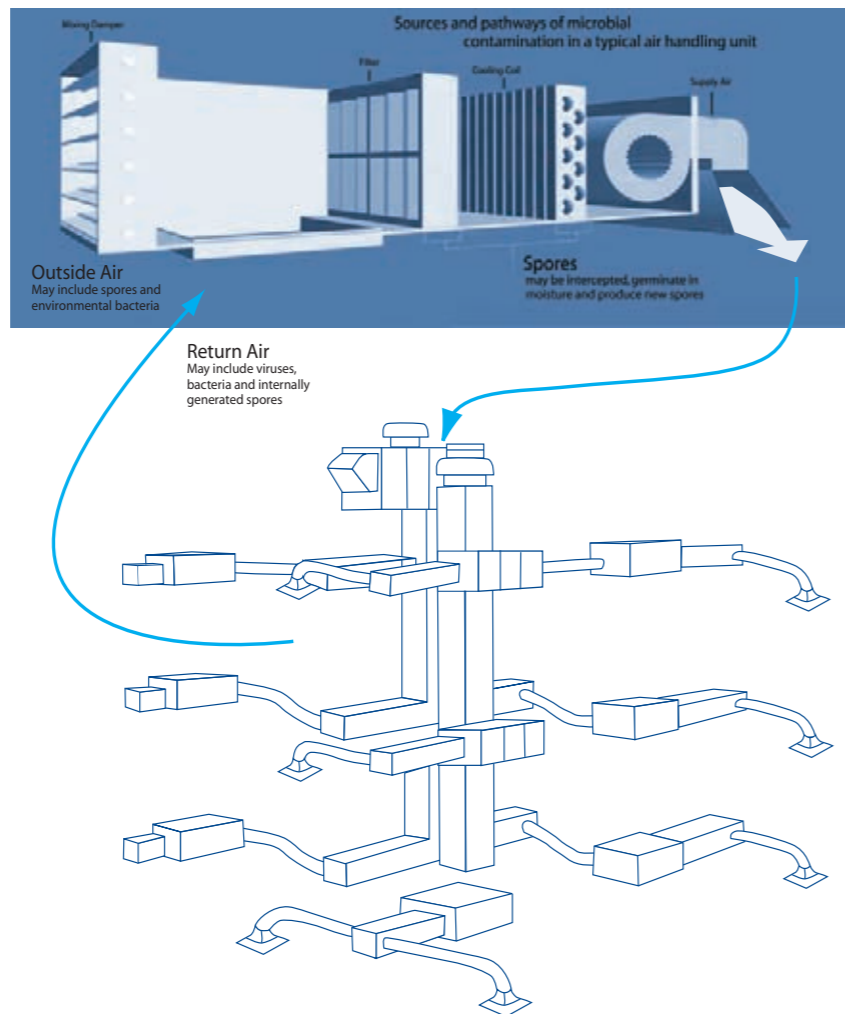 Mixing Damper
Sources and pathways of microbial
contamination in a typical air handling unit
Filter
Cooling Coil
Supply Air
Outside Air
May include spores and
environmental bacteria
Spores
may be intercepted, germinate in
moisture and produce new spores
Return Air
May include viruses,
bacteria and internally
generated spores